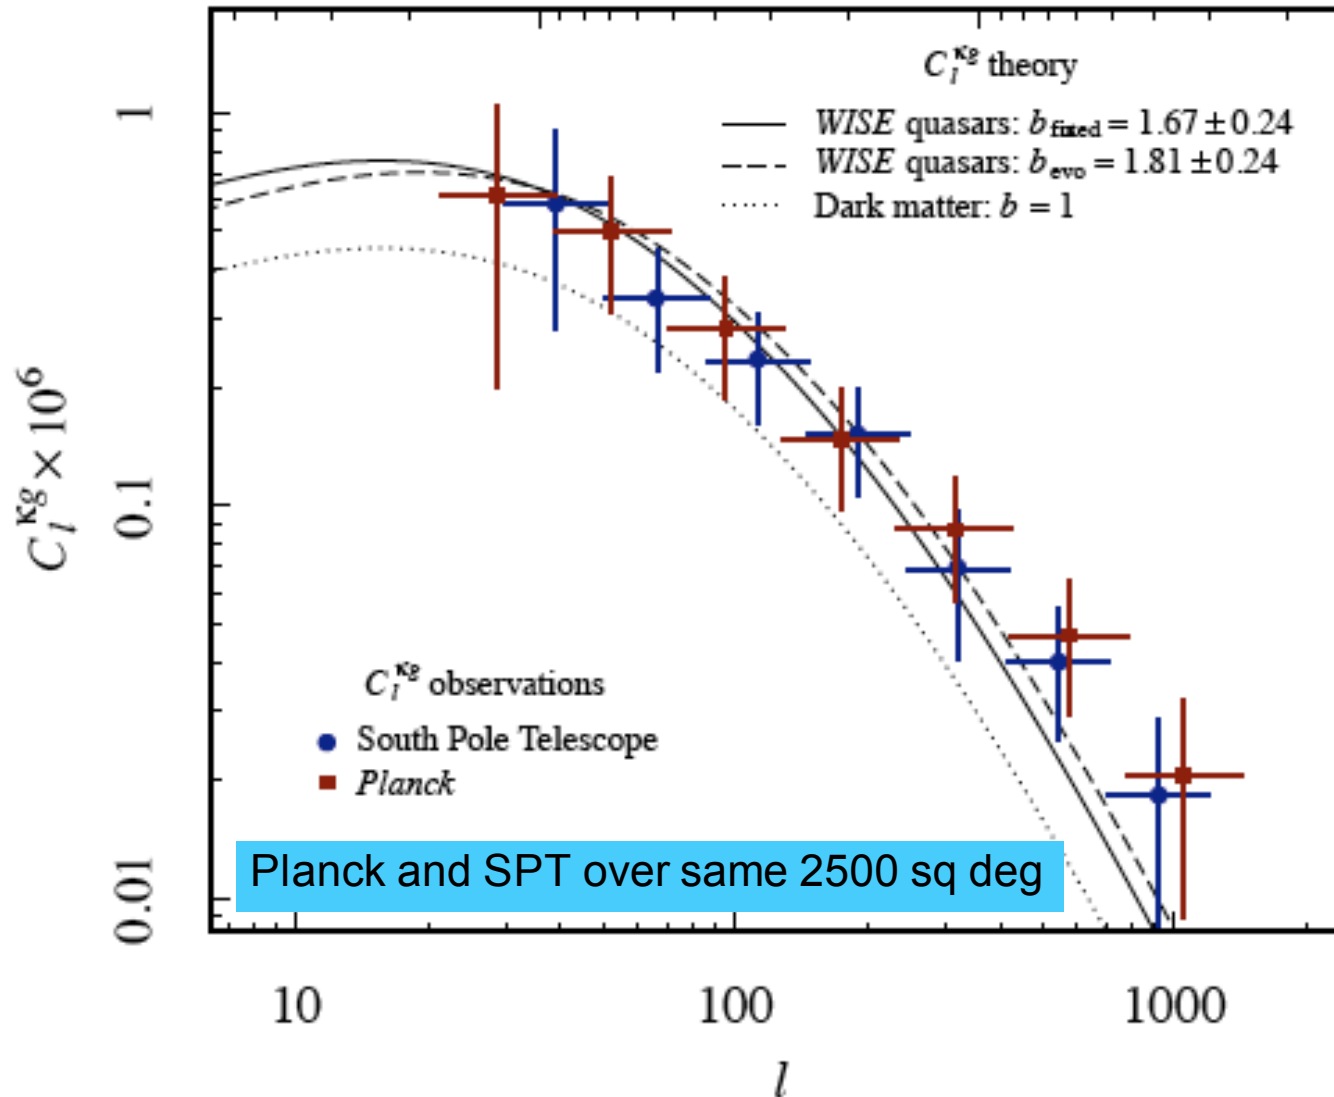 C_l^κg theory
WISE quasars: b_fixed = 1.67 ± 0.24
WISE quasars: b_evo = 1.81 ± 0.24
Dark matter: b = 1
1
0.1
0.01
C_l^κg × 10^6
C_l^κg observations
South Pole Telescope
Planck
Planck and SPT over same 2500 sq deg
10 100 1000
l